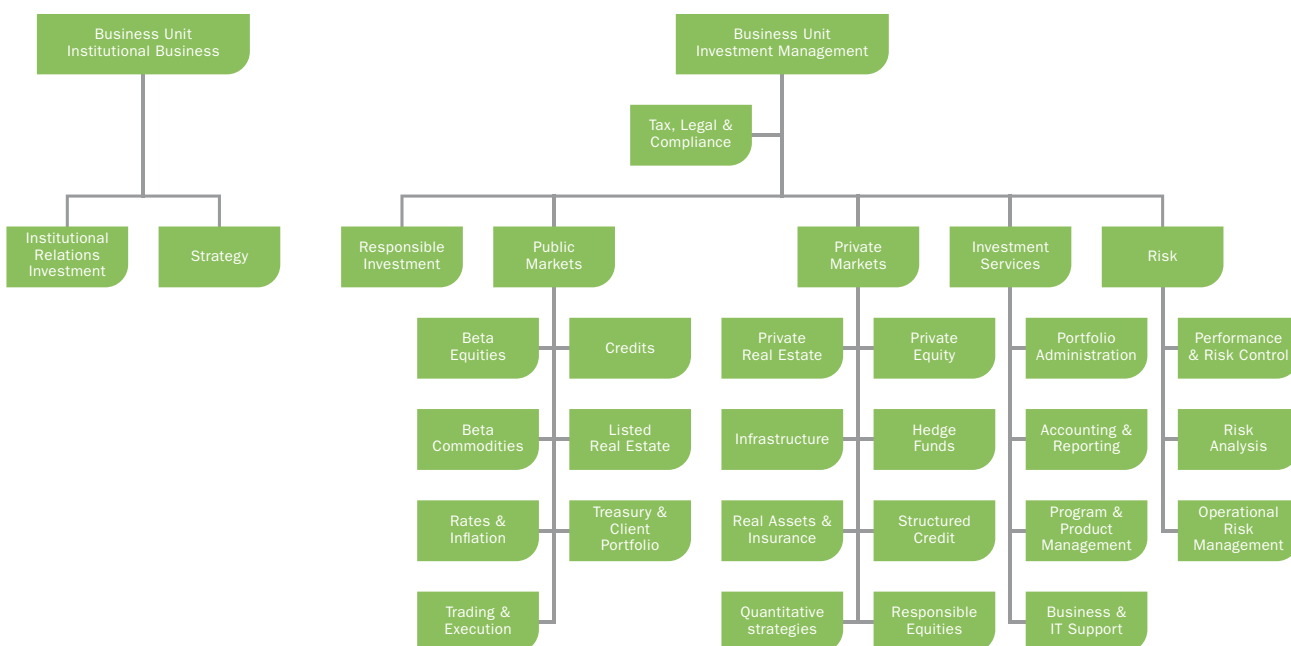 Business Unit
Institutional Business
Business Unit
Investment Management
Tax, Legal &
Compliance
Institutional
Relations
Investment
Strategy
Responsible
Investment
Public
Markets
Private
Markets
Investment
Services
Risk
Beta
Equities
Credits
Private
Real Estate
Private
Equity
Portfolio
Administration
Performance
& Risk Control
Beta
Commodities
Listed
Real Estate
Infrastructure
Hedge
Funds
Accounting &
Reporting
Risk
Analysis
Rates &
Inflation
Treasury &
Client
Portfolio
Real Assets &
Insurance
Structured
Credit
Program &
Product
Management
Operational
Risk
Management
Trading &
Execution
Quantitative
strategies
Responsible
Equities
Business &
IT Support